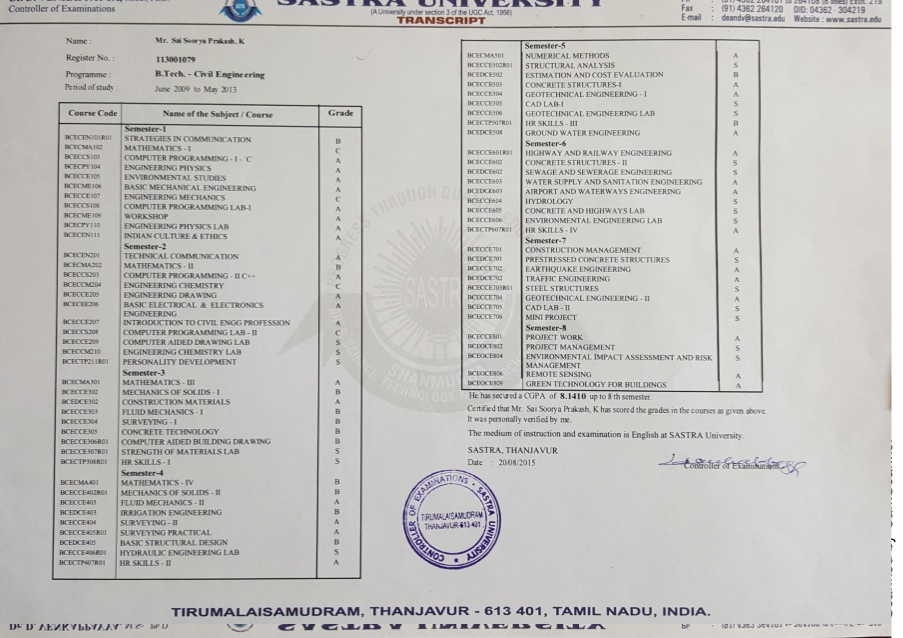 Controller of Examinations
SASTRA UNIVERSITY
(A University under section 3 of the UGC Act, 1956)
TRANSCRIPT
Fax : (91) 4362 264120 DID: 04362 304219
E-mail : deandv@sastra.edu Website : www.sastra.edu
Name : Mr. Sai Soorya Prakash, K
Register No. : 113001079
Programme : B.Tech. - Civil Engineering
Period of study : June 2009 to May 2013
Course Code Name of the Subject / Course Grade
Semester-1
BCECEN101R01 STRATEGIES IN COMMUNICATION B
BCECMA102 MATHEMATICS - I C
BCECCS103 COMPUTER PROGRAMMING - I - 'C' A
BCECPY104 ENGINEERING PHYSICS A
BCECCE105 ENVIRONMENTAL STUDIES A
BCECME106 BASIC MECHANICAL ENGINEERING A
BCECCE107 ENGINEERING MECHANICS C
BCECCS108 COMPUTER PROGRAMMING LAB-I A
BCECME109 WORKSHOP A
BCECPY110 ENGINEERING PHYSICS LAB A
BCECEN111 INDIAN CULTURE & ETHICS A
Semester-2
BCECEN201 TECHNICAL COMMUNICATION A
BCECMA202 MATHEMATICS - II B
BCECCS203 COMPUTER PROGRAMMING - II C++ A
BCECCM204 ENGINEERING CHEMISTRY C
BCECCE205 ENGINEERING DRAWING A
BCECEE206 BASIC ELECTRICAL & ELECTRONICS A
ENGINEERING
BCECCE207 INTRODUCTION TO CIVIL ENGG PROFESSION A
BCECCS208 COMPUTER PROGRAMMING LAB - II C
BCECCE209 COMPUTER AIDED DRAWING LAB S
BCECCM210 ENGINEERING CHEMISTRY LAB S
BCECTP211R01 PERSONALITY DEVELOPMENT S
Semester-3
BCECMA301 MATHEMATICS - III A
BCECCE302 MECHANICS OF SOLIDS - I B
BCEDCE302 CONSTRUCTION MATERIALS A
BCECCE303 FLUID MECHANICS - I B
BCECCE304 SURVEYING - I B
BCECCE305 CONCRETE TECHNOLOGY B
BCECCE306R01 COMPUTER AIDED BUILDING DRAWING B
BCECCE307R01 STRENGTH OF MATERIALS LAB S
BCECTP308R01 HR SKILLS - I S
Semester-4
BCECMA401 MATHEMATICS - IV B
BCECCE402R01 MECHANICS OF SOLIDS - II B
BCECCE403 FLUID MECHANICS - II A
BCEDCE403 IRRIGATION ENGINEERING B
BCECCE404 SURVEYING - II A
BCECCE405R01 SURVEYING PRACTICAL A
BCEDCE405 BASIC STRUCTURAL DESIGN B
BCECCE406R01 HYDRAULIC ENGINEERING LAB S
BCECTP407R01 HR SKILLS - II A
Semester-5
BCECMA501 NUMERICAL METHODS A
BCECCE502R01 STRUCTURAL ANALYSIS S
BCEDCE502 ESTIMATION AND COST EVALUATION B
BCECCE503 CONCRETE STRUCTURES-I A
BCECCE504 GEOTECHNICAL ENGINEERING - I A
BCECCE505 CAD LAB-I S
BCECCE506 GEOTECHNICAL ENGINEERING LAB S
BCECTP507R01 HR SKILLS - III B
BCEDCE508 GROUND WATER ENGINEERING A
Semester-6
BCECCE601R01 HIGHWAY AND RAILWAY ENGINEERING A
BCECCE602 CONCRETE STRUCTURES - II S
BCEDCE602 SEWAGE AND SEWERAGE ENGINEERING S
BCECCE603 WATER SUPPLY AND SANITATION ENGINEERING A
BCEDCE603 AIRPORT AND WATERWAYS ENGINEERING A
BCECCE604 HYDROLOGY S
BCECCE605 CONCRETE AND HIGHWAYS LAB S
BCECCE606 ENVIRONMENTAL ENGINEERING LAB S
BCECTP607R01 HR SKILLS - IV A
Semester-7
BCECCE701 CONSTRUCTION MANAGEMENT A
BCEDCE701 PRESTRESSED CONCRETE STRUCTURES S
BCECCE702 EARTHQUAKE ENGINEERING A
BCEDCE702 TRAFFIC ENGINEERING A
BCECCE703R01 STEEL STRUCTURES S
BCECCE704 GEOTECHNICAL ENGINEERING - II A
BCECCE705 CAD LAB - II S
BCECCE706 MINI PROJECT S
Semester-8
BCECCE801 PROJECT WORK A
BCEOCE802 PROJECT MANAGEMENT S
BCEOCE804 ENVIRONMENTAL IMPACT ASSESSMENT AND RISK S
MANAGEMENT
BCEOCE806 REMOTE SENSING A
BCEOCE809 GREEN TECHNOLOGY FOR BUILDINGS A
He has secured a CGPA of 8.1410 up to 8 th semester.
Certified that Mr. Sai Soorya Prakash, K has scored the grades in the courses as given above.
It was personally verified by me.
The medium of instruction and examination is English at SASTRA University.
SASTRA, THANJAVUR
Date : 20/08/2015
Controller of Examinations
CONTROLLER OF EXAMINATIONS - SASTRA UNIVERSITY
TIRUMALAISAMUDRAM
THANJAVUR-613 401
TIRUMALAISAMUDRAM, THANJAVUR - 613 401, TAMIL NADU, INDIA.